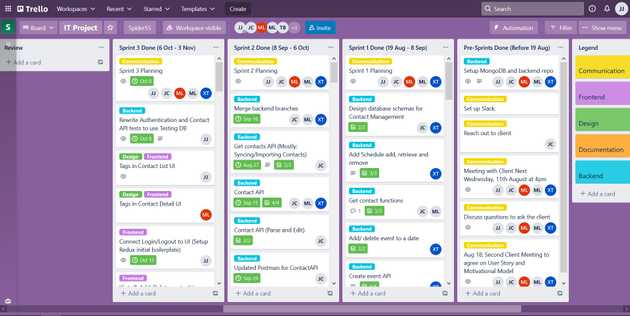 Trello
Workspaces
Recent
Starred
Templates
Create
Search
JJ
S
Board
IT Project
SpiderSS
Workspace visible
JJ JC ML ML TB +1
Invite
Automation
Filter
Show menu
Review
+ Add a card
Sprint 3 Done (6 Oct - 3 Nov)
Communication
Sprint 3 Planning
Oct 6
JJ JC ML ML XT
Backend
Rewrite Authentication and Contact
API tests to use Testing DB
Oct 8
JJ
Design Frontend
Tags in Contact List UI
JJ
Design Frontend
Tags in Contact Detail UI
ML
Frontend
Connect Login/Logout to UI (Setup
Redux initial boilerplate)
JJ
Frontend
+ Add a card
Sprint 2 Done (8 Sep - 6 Oct)
Communication
Sprint 2 Planning
JJ JC ML ML XT
Backend
Merge backend branches
Sep 16
JC ML XT
Backend
Get contacts API (Mostly:
Syncing/Importing Contacts)
JC
Backend
Contact API
4/4
JC ML XT
Backend
Contact API (Parse and Edit)
2/2
JC
Backend
Updated Postman for ContactAPI
JC
+ Add a card
Sprint 1 Done (19 Aug - 8 Sep)
Communication
Sprint 1 Planning
JJ JC ML ML XT
Backend
Design database schemas for
Contact Management
2/2
JC XT
Backend
Add Schedule add, retrieve and
remove
3/3
XT
Backend
Get contact functions
1
3/3
JC ML
Backend
Add/ delete event to a date
XT
Backend
Create event API
+ Add a card
Pre-Sprints Done (Before 19 Aug)
Backend
Setup MongoDB and backend repo
JC ML ML XT
Communication
Set up Slack.
Communication
Reach out to client
JC
Communication
Meeting with Client Next
Wednesday, 11th August at 4pm
JJ JC ML ML XT
Communication
Discuss questions to ask the client
JJ JC ML ML XT
Communication
Aug 18, Second Client Meeting to
agree on User Story and
Motivational Model
JJ JC ML ML XT
+ Add a card
Legend
Communication
Frontend
Design
Documentation
Backend
+ Add a card